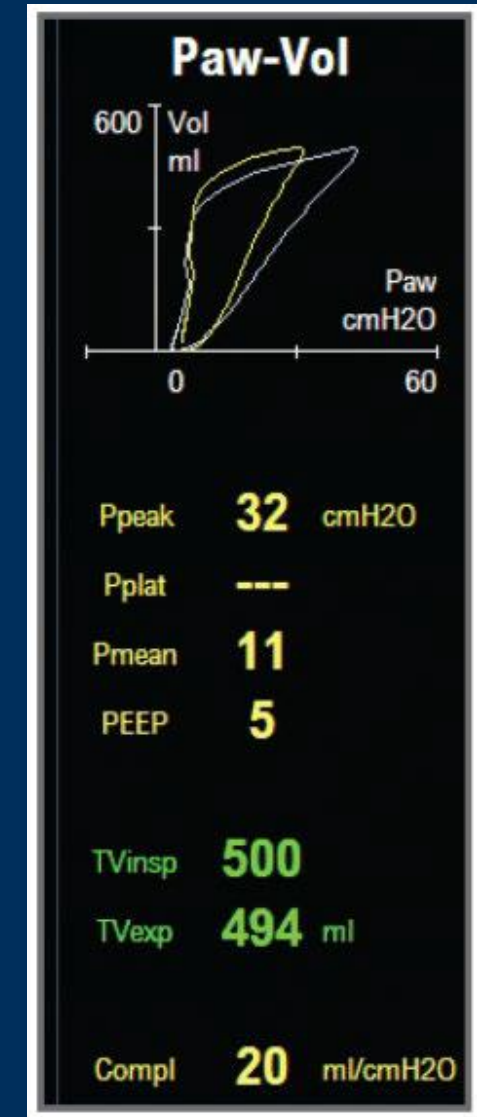 Paw-Vol
600 Vol
ml
Paw
cmH2O
0 60
Ppeak 32 cmH2O
Pplat ---
Pmean 11
PEEP 5
TVinsp 500
TVexp 494 ml
Compl 20 ml/cmH2O